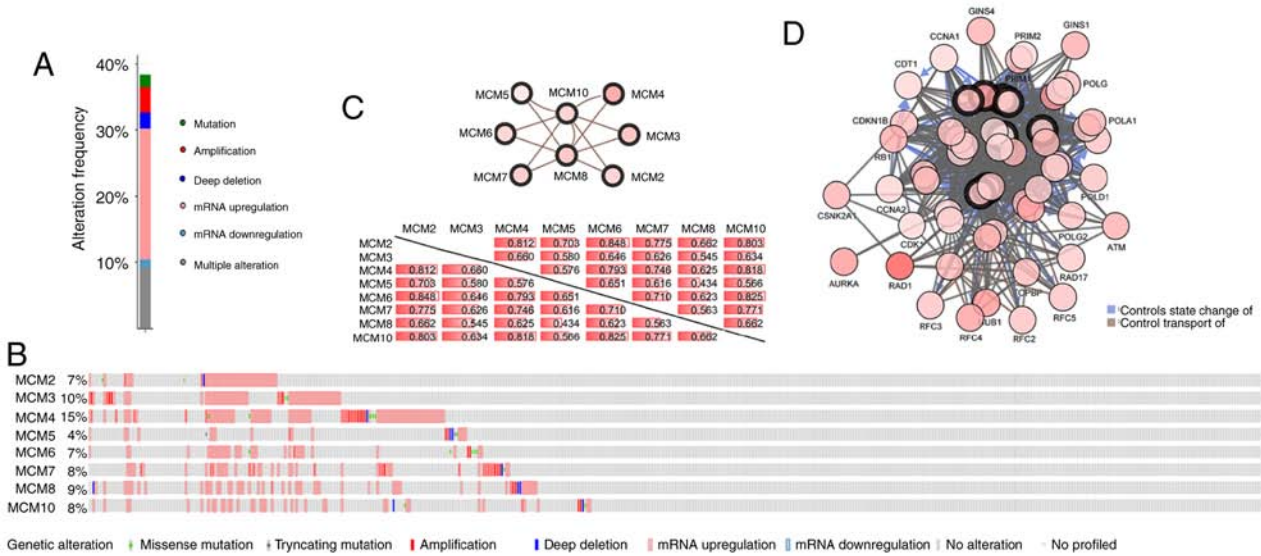 A
40%
30%
20%
10%
Alteration frequency
Mutation
Amplification
Deep deletion
mRNA upregulation
mRNA downregulation
Multiple alteration
C
MCM5 MCM10 MCM4
MCM6 MCM3
MCM7 MCM8 MCM2
MCM2 MCM3 MCM4 MCM5 MCM6 MCM7 MCM8 MCM10
MCM2 0.812 0.703 0.848 0.775 0.662 0.803
MCM3 0.660 0.580 0.646 0.626 0.545 0.634
MCM4 0.812 0.660 0.576 0.793 0.746 0.625 0.818
MCM5 0.703 0.580 0.576 0.651 0.616 0.434 0.566
MCM6 0.848 0.646 0.793 0.651 0.710 0.623 0.825
MCM7 0.775 0.626 0.746 0.616 0.710 0.563 0.771
MCM8 0.662 0.545 0.625 0.434 0.623 0.563 0.662
MCM10 0.803 0.634 0.818 0.566 0.825 0.771 0.662
D
GINS4
GINS1
CCNA1
PRIM2
CDT1
PRIM1
POLG
CDKN1B
POLA1
RB1
POLD1
CSNK2A1
CCNA2
CDK1
POLG2
ATM
AURKA
RAD1
RAD17
RFC3
RFC5
RFC4
RFC2
Controls state change of
Control transport of
B
MCM2 7%
MCM3 10%
MCM4 15%
MCM5 4%
MCM6 7%
MCM7 8%
MCM8 9%
MCM10 8%
Genetic alteration Missense mutation Tryncating mutation Amplification Deep deletion mRNA upregulation mRNA downregulation No alteration No profiled